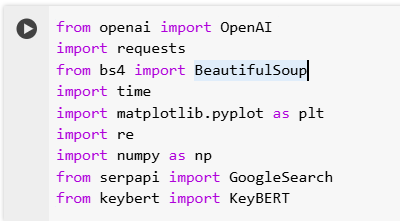 from openai import OpenAI
import requests
from bs4 import BeautifulSoup
import time
import matplotlib.pyplot as plt
import re
import numpy as np
from serpapi import GoogleSearch
from keybert import KeyBERT